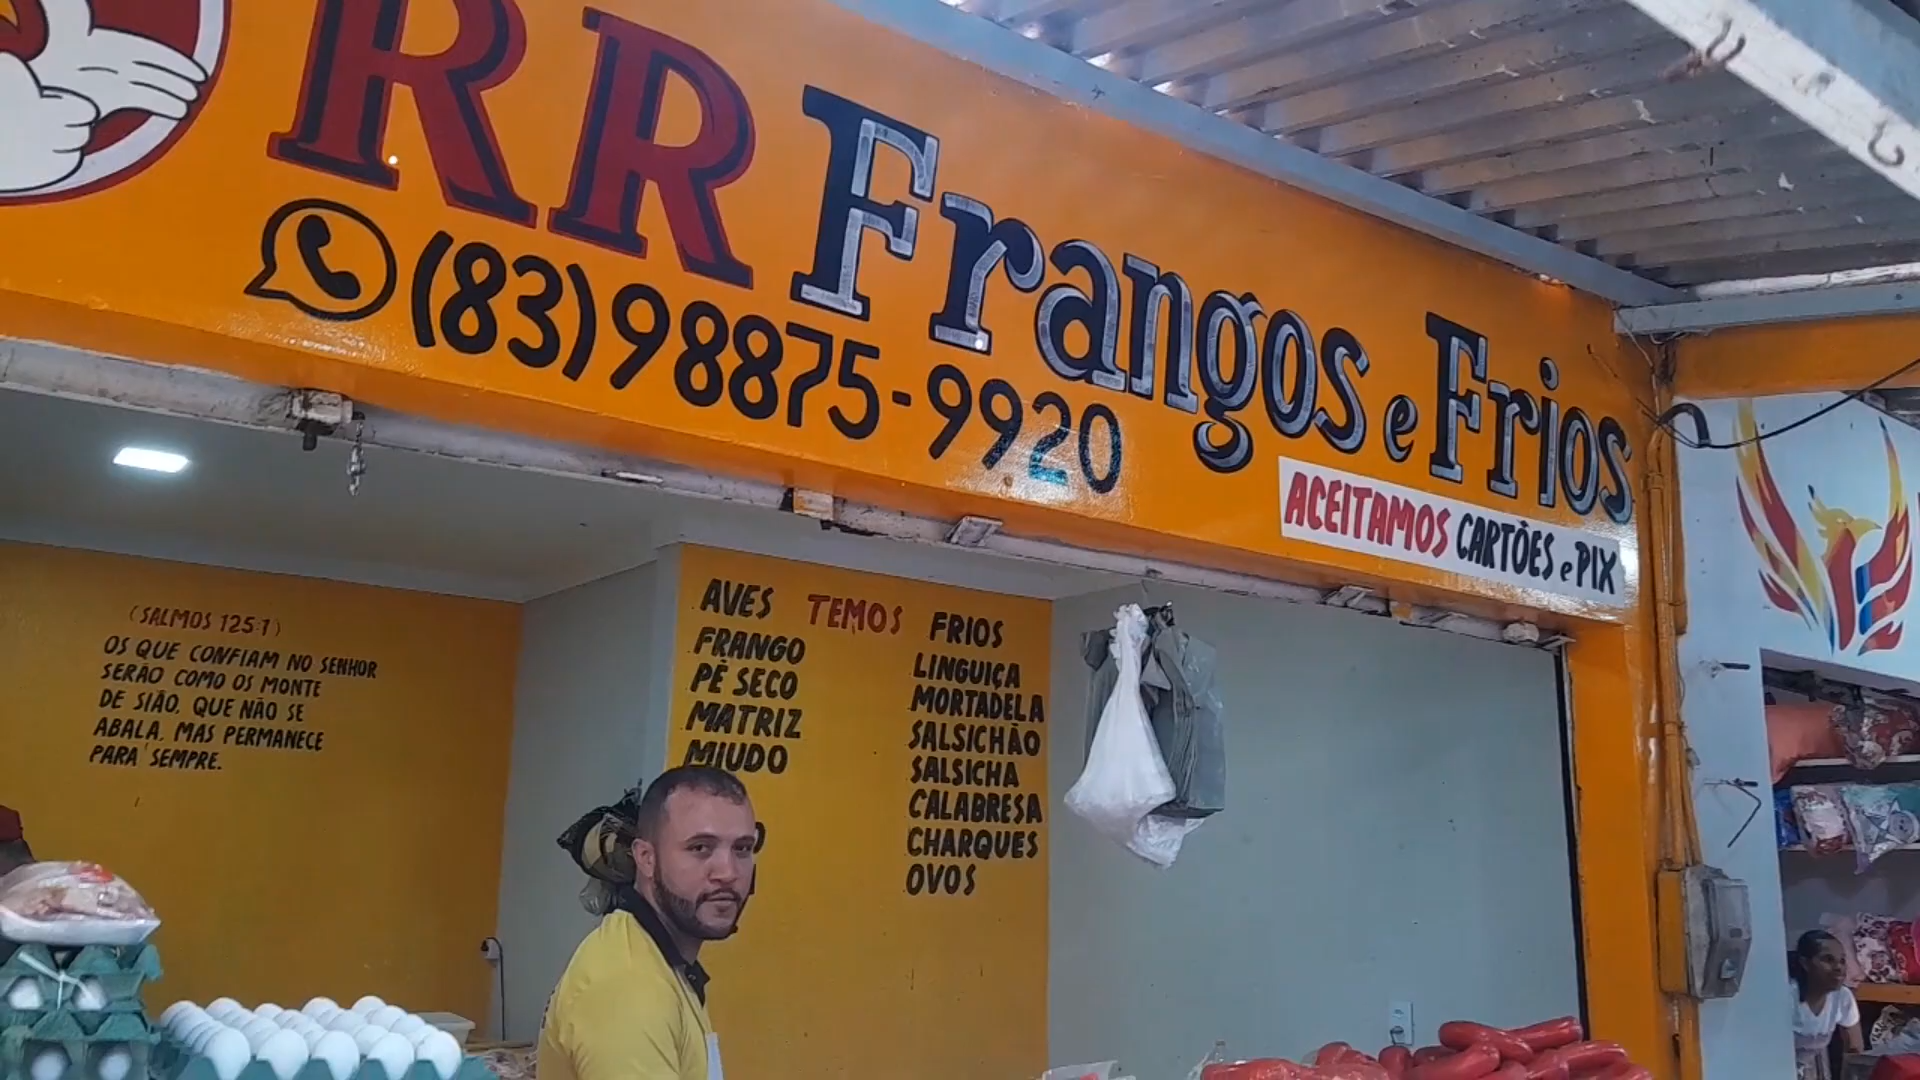 RR Frangos e Frios
(83)98875-9920
ACEITAMOS CARTÕES e PIX
(SALMOS 125:1)
OS QUE CONFIAM NO SENHOR
SERÃO COMO OS MONTE
DE SIÃO, QUE NÃO SE
ABALA, MAS PERMANECE
PARA SEMPRE.
TEMOS
AVES
FRANGO
PÉ SECO
MATRIZ
MIUDO
FRIOS
LINGUIÇA
MORTADELA
SALSICHÃO
SALSICHA
CALABRESA
CHARQUES
OVOS